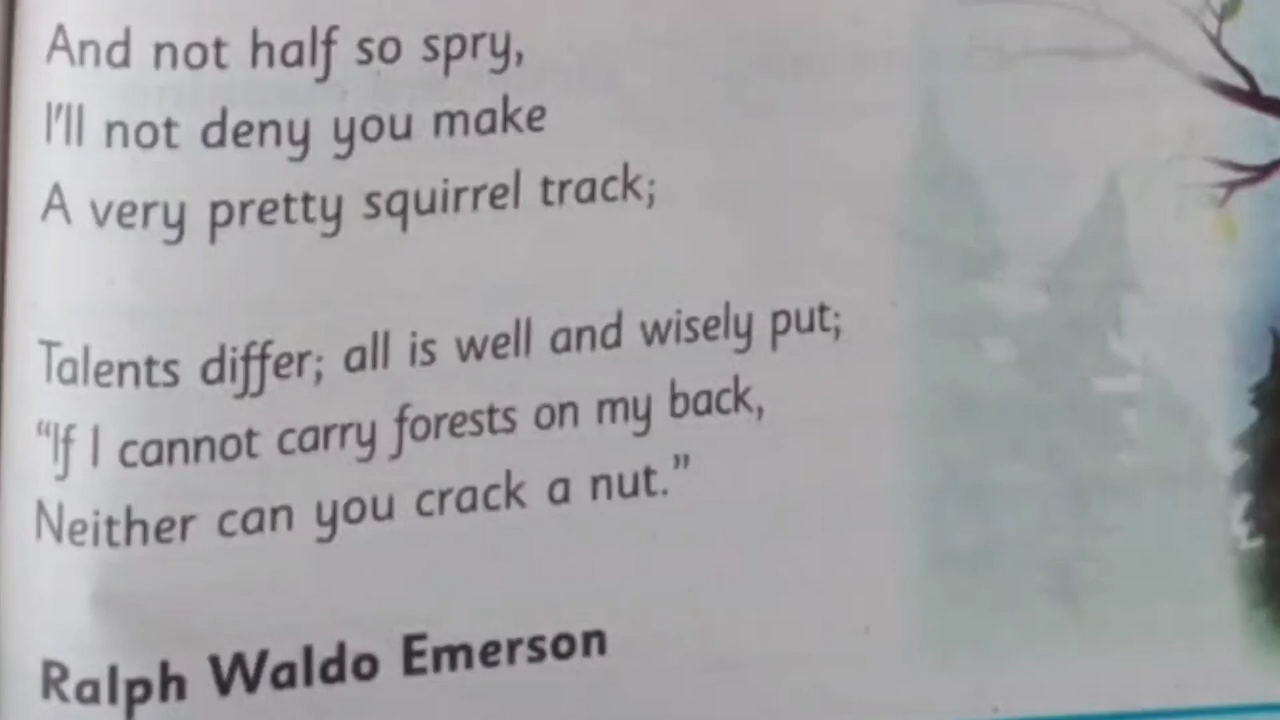 And not half so spry,
I'll not deny you make
A very pretty squirrel track;
Talents differ; all is well and wisely put;
“If I cannot carry forests on my back,
Neither can you crack a nut.”
Ralph Waldo Emerson